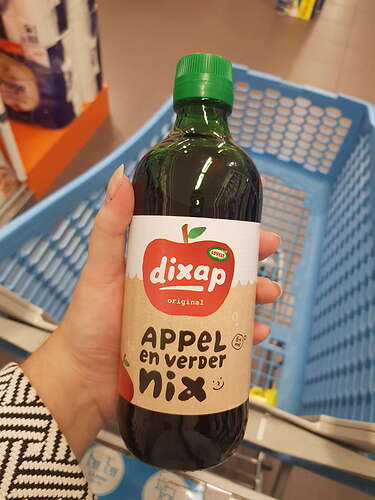 dixap
original
APPEL
en verder
nix